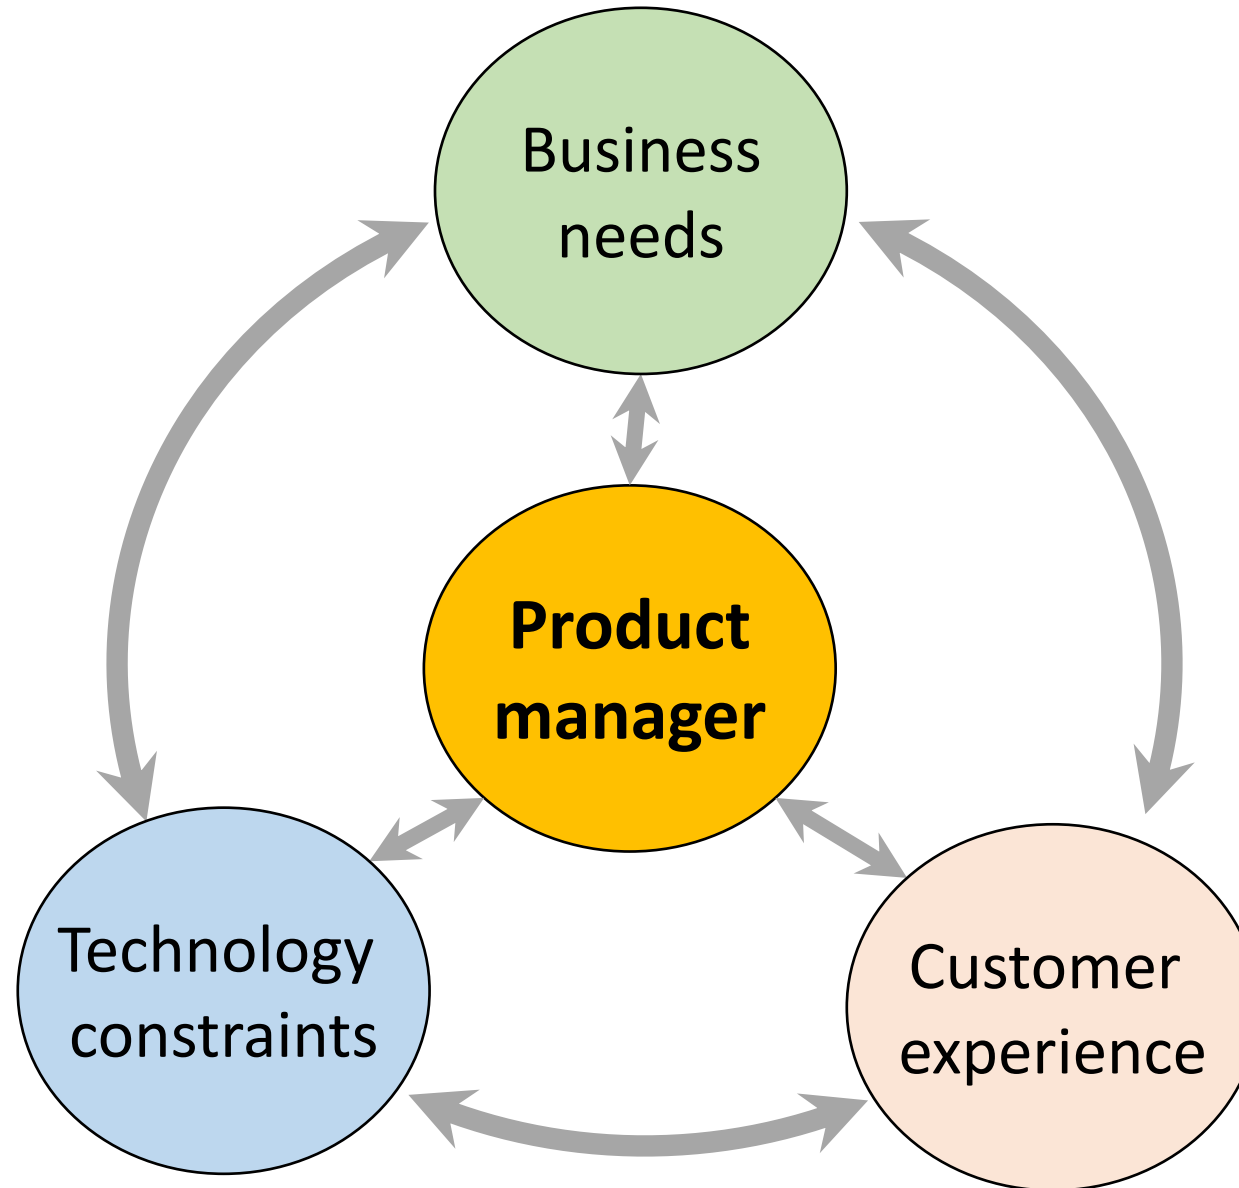 Business
needs
Product
manager
Technology
constraints
Customer
experience